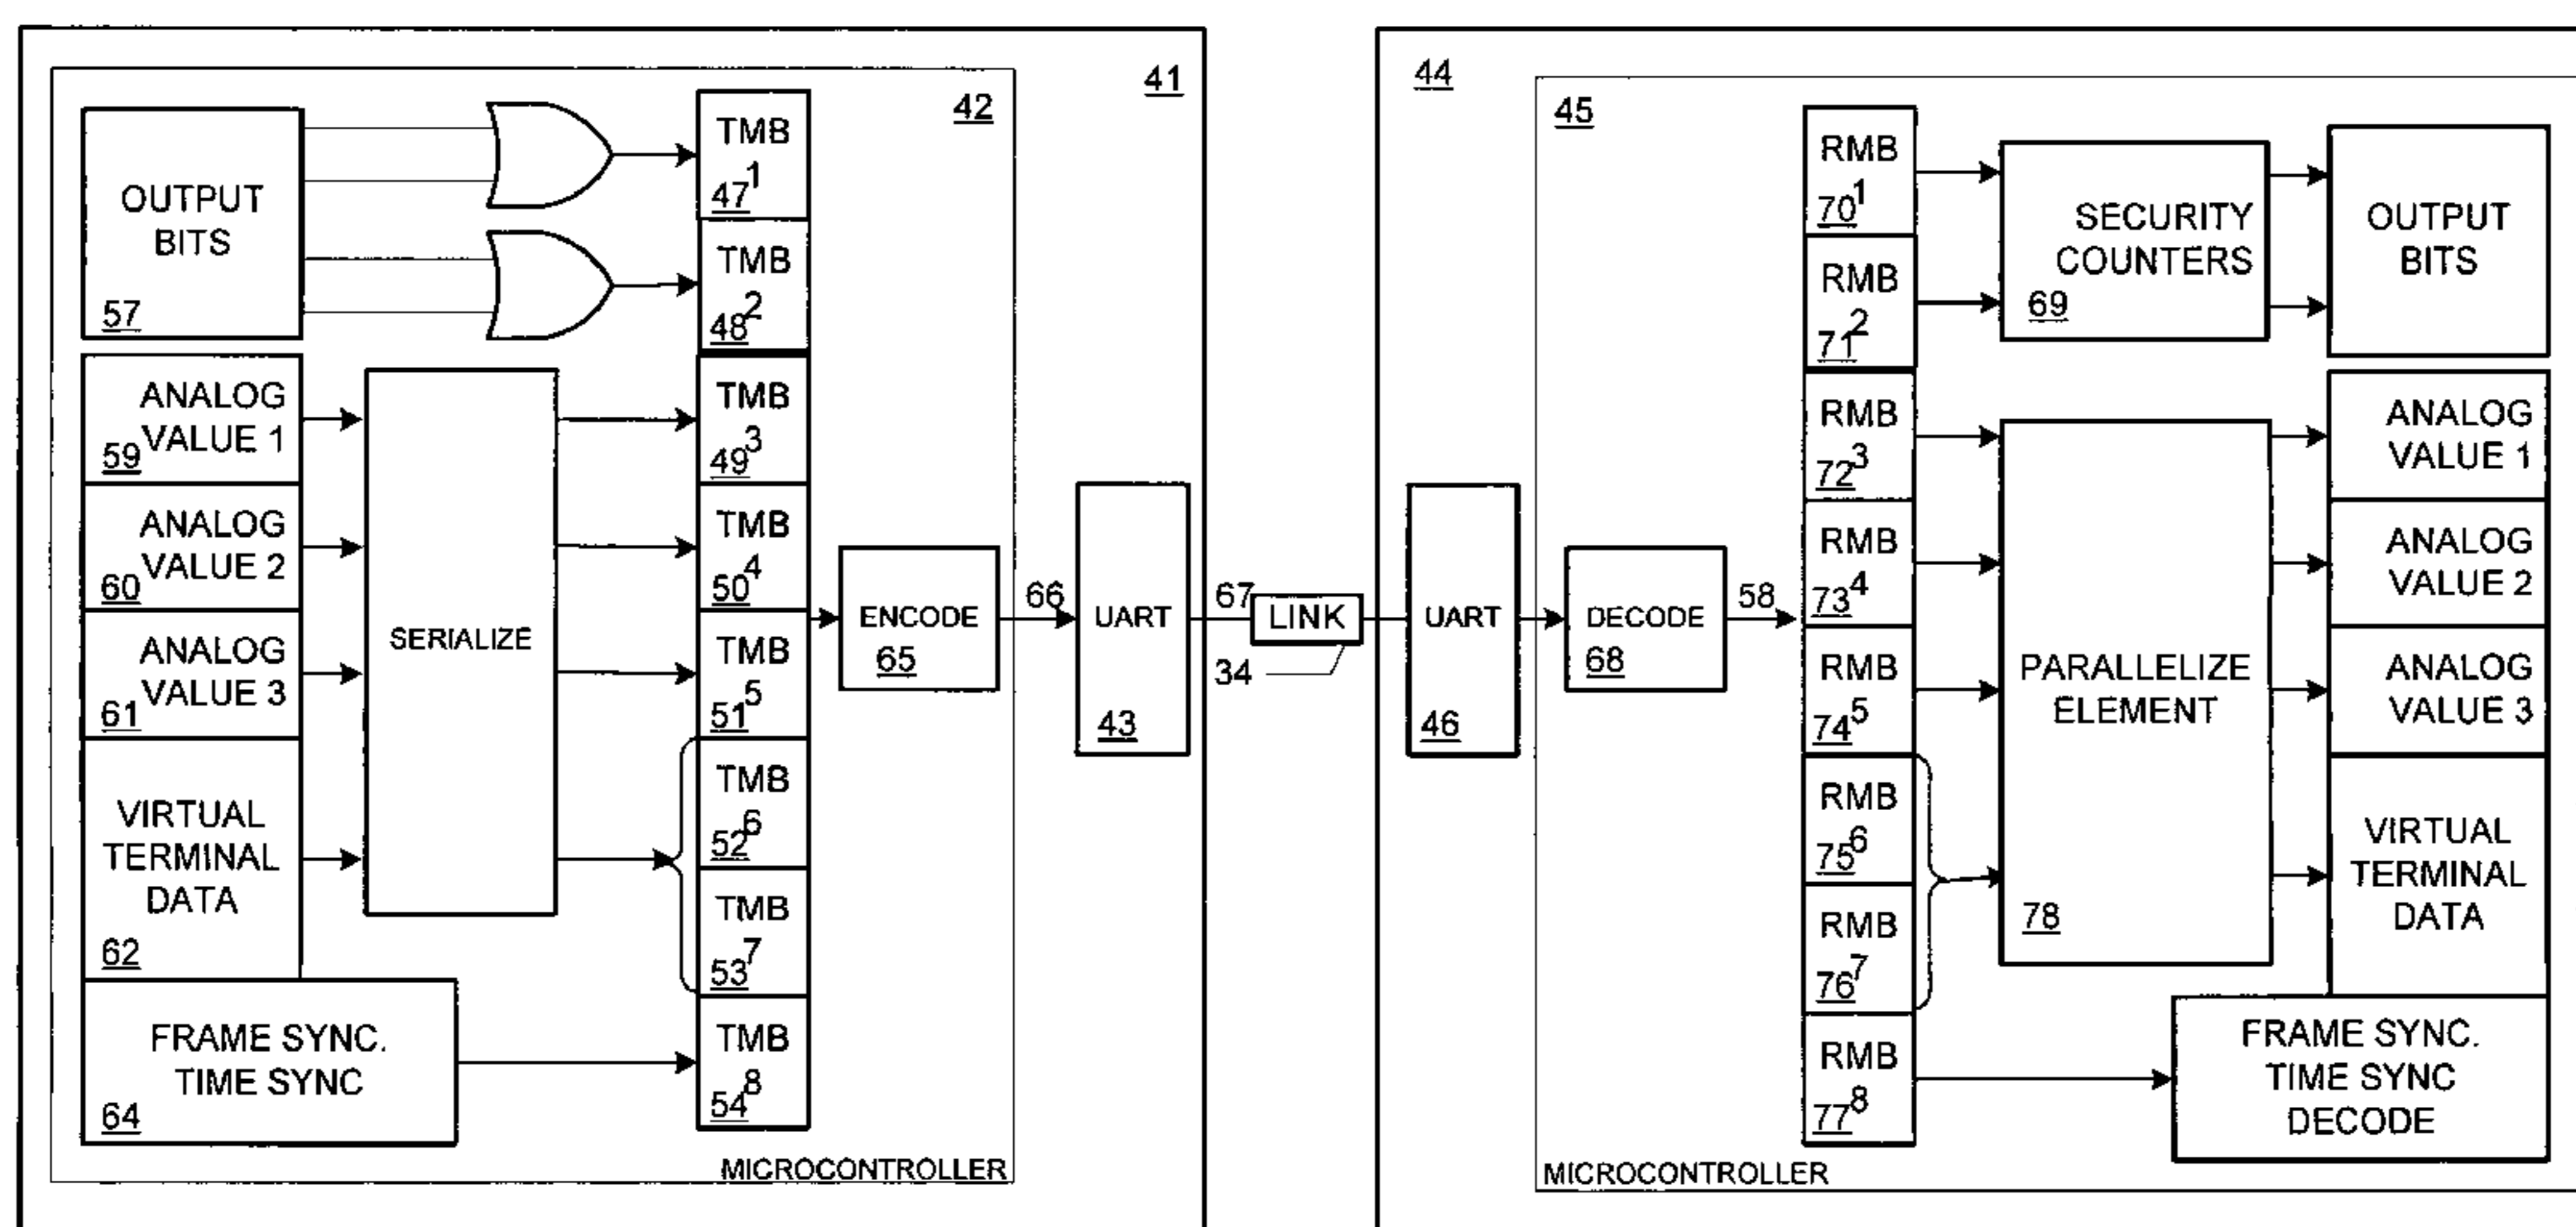 41
42
OUTPUT
BITS
57
TMB
1
47
TMB
2
48
ANALOG
VALUE 1
59
ANALOG
VALUE 2
60
ANALOG
VALUE 3
61
VIRTUAL
TERMINAL
DATA
62
FRAME SYNC.
TIME SYNC
64
SERIALIZE
TMB
3
49
TMB
4
50
TMB
5
51
TMB
6
52
TMB
7
53
TMB
8
54
ENCODE
65
MICROCONTROLLER
66
UART
43
67
LINK
34
44
UART
46
45
DECODE
68
58
RMB
1
70
RMB
2
71
RMB
3
72
RMB
4
73
RMB
5
74
RMB
6
75
RMB
7
76
RMB
8
77
SECURITY
COUNTERS
69
PARALLELIZE
ELEMENT
78
OUTPUT
BITS
ANALOG
VALUE 1
ANALOG
VALUE 2
ANALOG
VALUE 3
VIRTUAL
TERMINAL
DATA
FRAME SYNC.
TIME SYNC
DECODE
MICROCONTROLLER